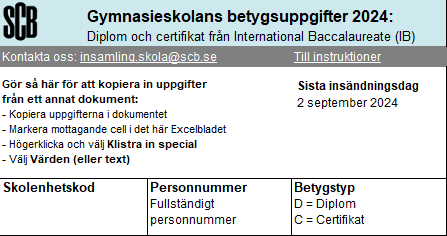 SCB
Gymnasieskolans betygsuppgifter 2024:
Diplom och certifikat från International Baccalaureate (IB)
Kontakta oss: insamling.skola@scb.se
Till instruktioner
Gör så här för att kopiera in uppgifter
från ett annat dokument:
- Kopiera uppgifterna i dokumentet
- Markera mottagande cell i det här Excelbladet
- Högerklicka och välj Klistra in special
- Välj Värden (eller text)
Sista insändningsdag
2 september 2024
Skolenhetskod
Personnummer
Fullständigt
personnummer
Betygstyp
D = Diplom
C = Certifikat